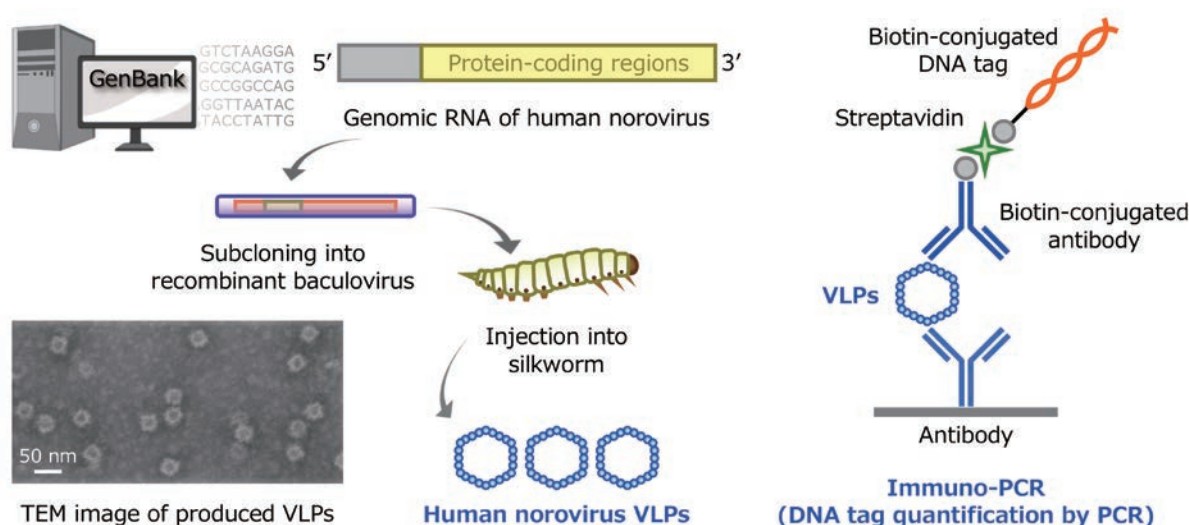 GenBank
GTCTAAGGA
GCGCAGATG
GCCGGCCAG
AGGTTAATAC
TACCTATTG
5′
Protein-coding regions
3′
Genomic RNA of human norovirus
Subcloning into
recombinant baculovirus
Injection into
silkworm
50 nm
TEM image of produced VLPs
Human norovirus VLPs
Biotin-conjugated
DNA tag
Streptavidin
Biotin-conjugated
antibody
VLPs
Antibody
Immuno-PCR
(DNA tag quantification by PCR)